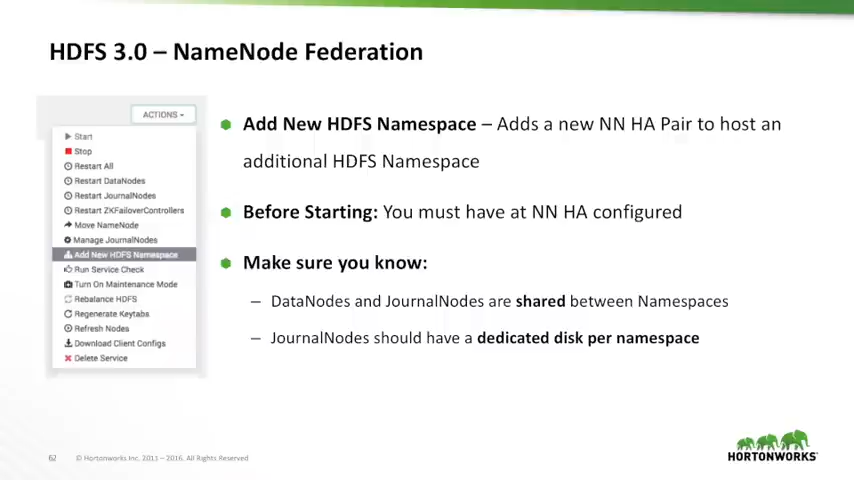 HDFS 3.0 – NameNode Federation
ACTIONS
Start
Stop
Restart All
Restart DataNodes
Restart JournalNodes
Restart ZKFailoverControllers
Move NameNode
Manage JournalNodes
Add New HDFS Namespace
Run Service Check
Turn On Maintenance Mode
Rebalance HDFS
Regenerate Keytabs
Refresh Nodes
Download Client Configs
Delete Service
Add New HDFS Namespace – Adds a new NN HA Pair to host an
additional HDFS Namespace
Before Starting: You must have at NN HA configured
Make sure you know:
– DataNodes and JournalNodes are shared between Namespaces
– JournalNodes should have a dedicated disk per namespace
62 © Hortonworks Inc. 2011 – 2016. All Rights Reserved
HORTONWORKS